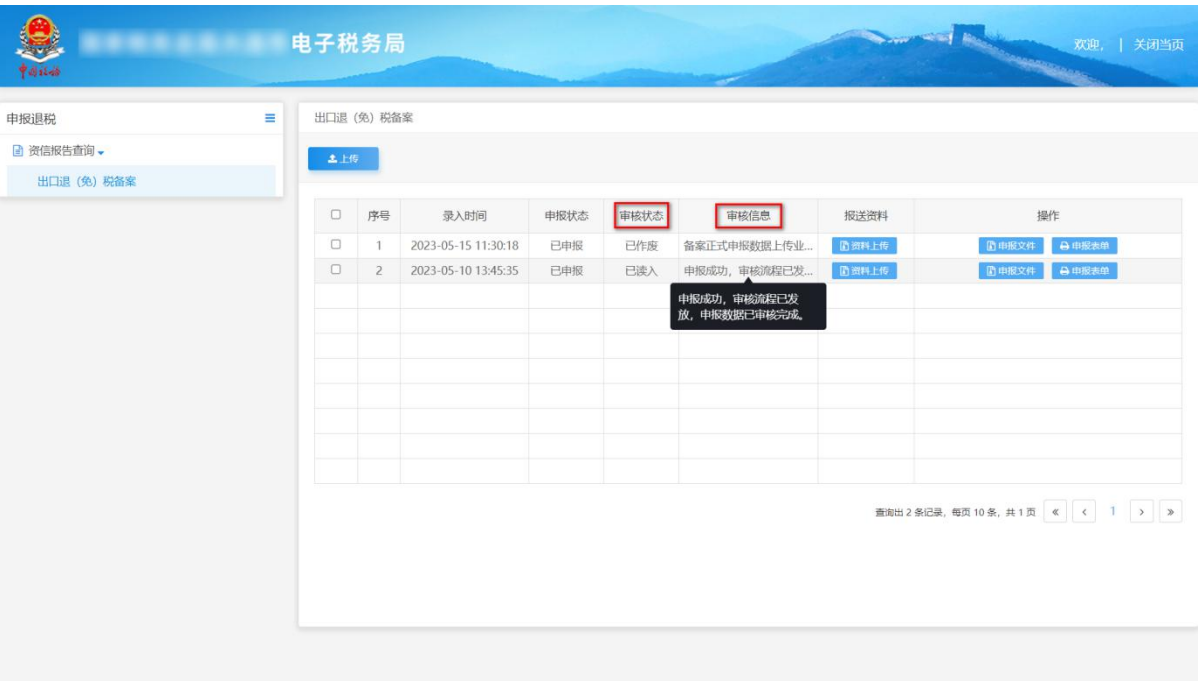 电子税务局
欢迎, | 关闭当页
中国税务
申报退税
资信报告查询
出口退（免）税备案
出口退（免）税备案
上传
序号 录入时间 申报状态 审核状态 审核信息 报送资料 操作
1 2023-05-15 11:30:18 已申报 已作废 备案正式申报数据上传业... 资料上传 申报文件 申报表单
2 2023-05-10 13:45:35 已申报 已读入 申报成功，审核流程已发... 资料上传 申报文件 申报表单
申报成功，审核流程已发
放，申报数据已审核完成。
查询出 2 条记录，每页 10 条，共 1 页 « < 1 > »